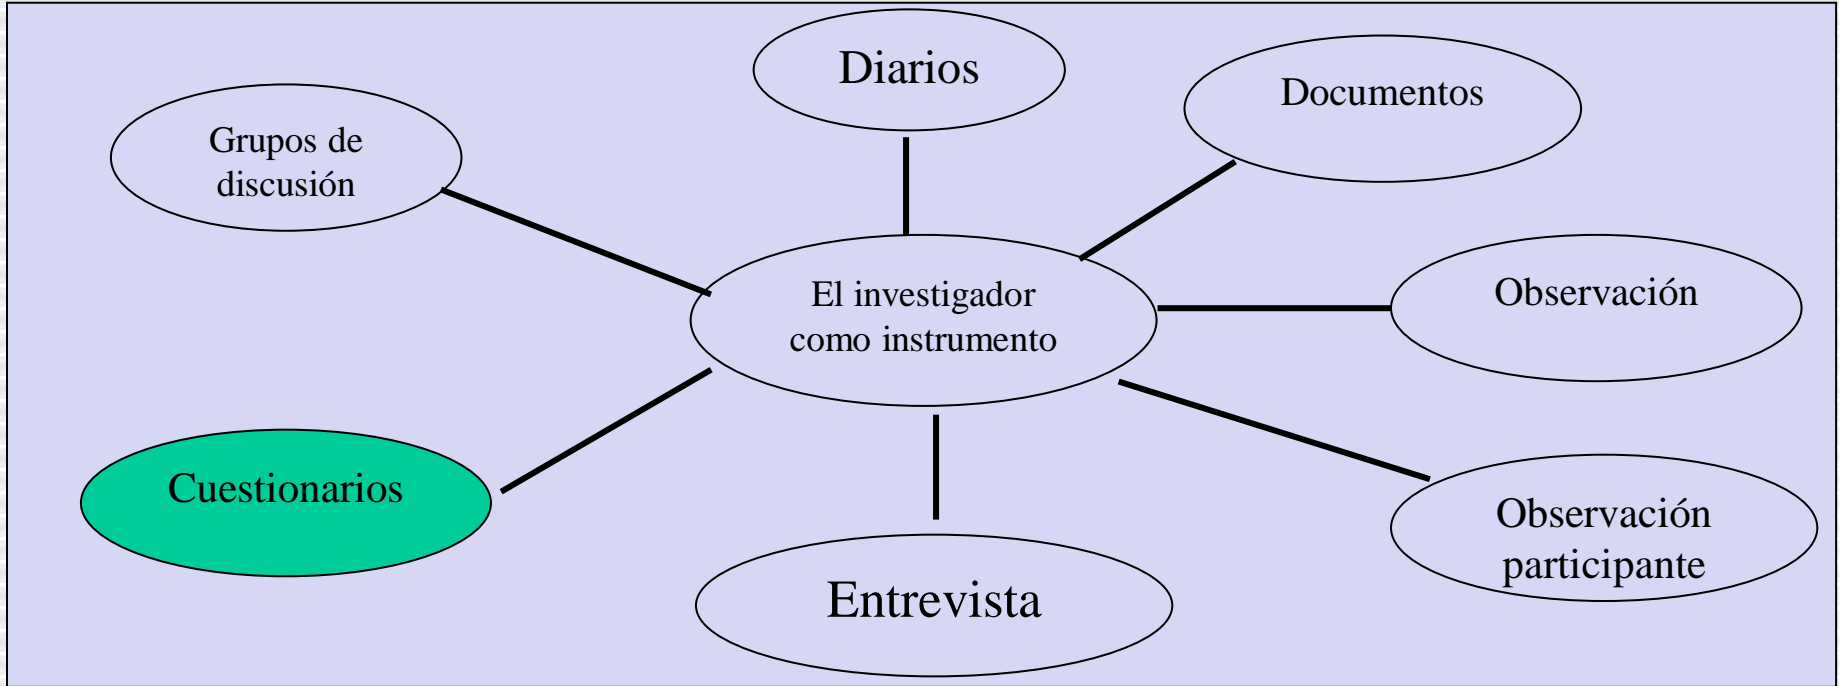 Diarios
Documentos
Grupos de
discusión
El investigador
como instrumento
Observación
Cuestionarios
Observación
participante
Entrevista